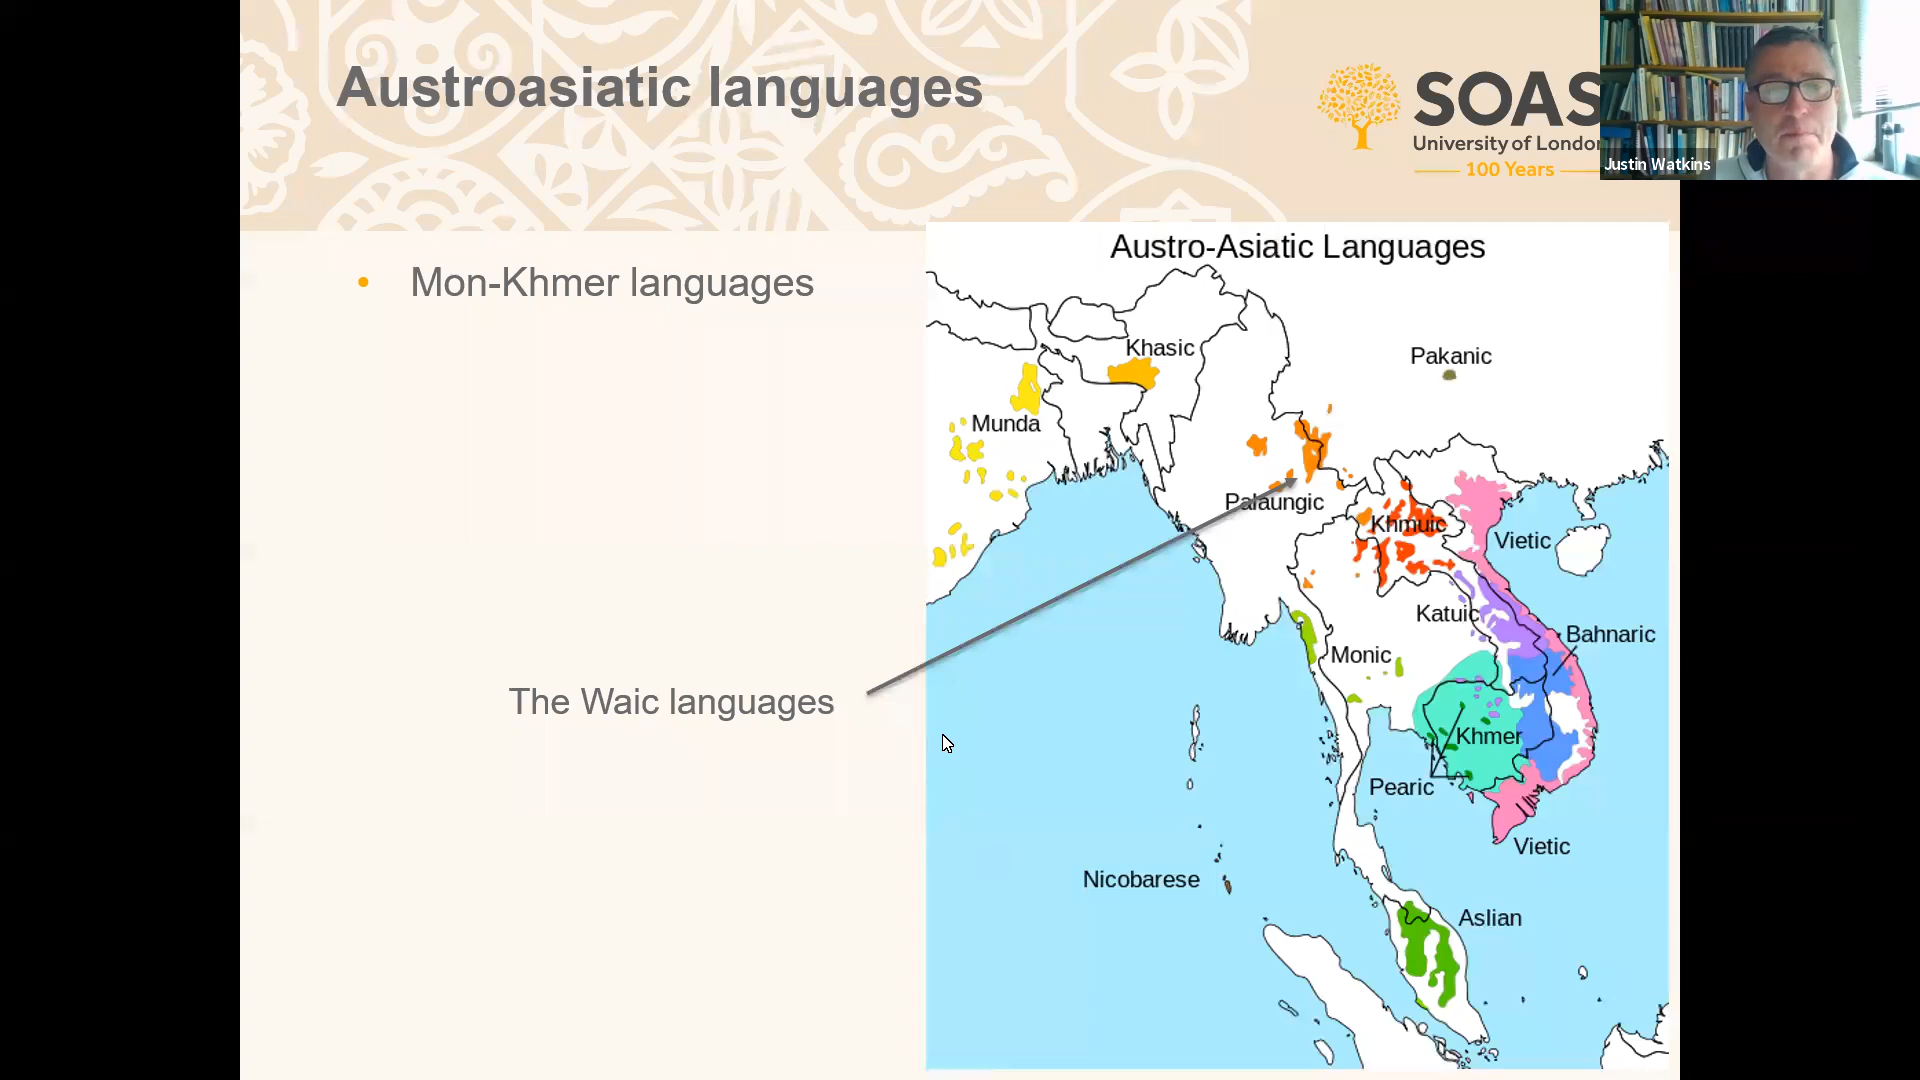 Austroasiatic languages
SOAS
University of London
100 Years
Justin Watkins
Mon-Khmer languages
The Waic languages
Austro-Asiatic Languages
Khasic
Pakanic
Munda
Palaungic
Khmuic
Vietic
Katuic
Bahnaric
Monic
Khmer
Pearic
Vietic
Nicobarese
Aslian